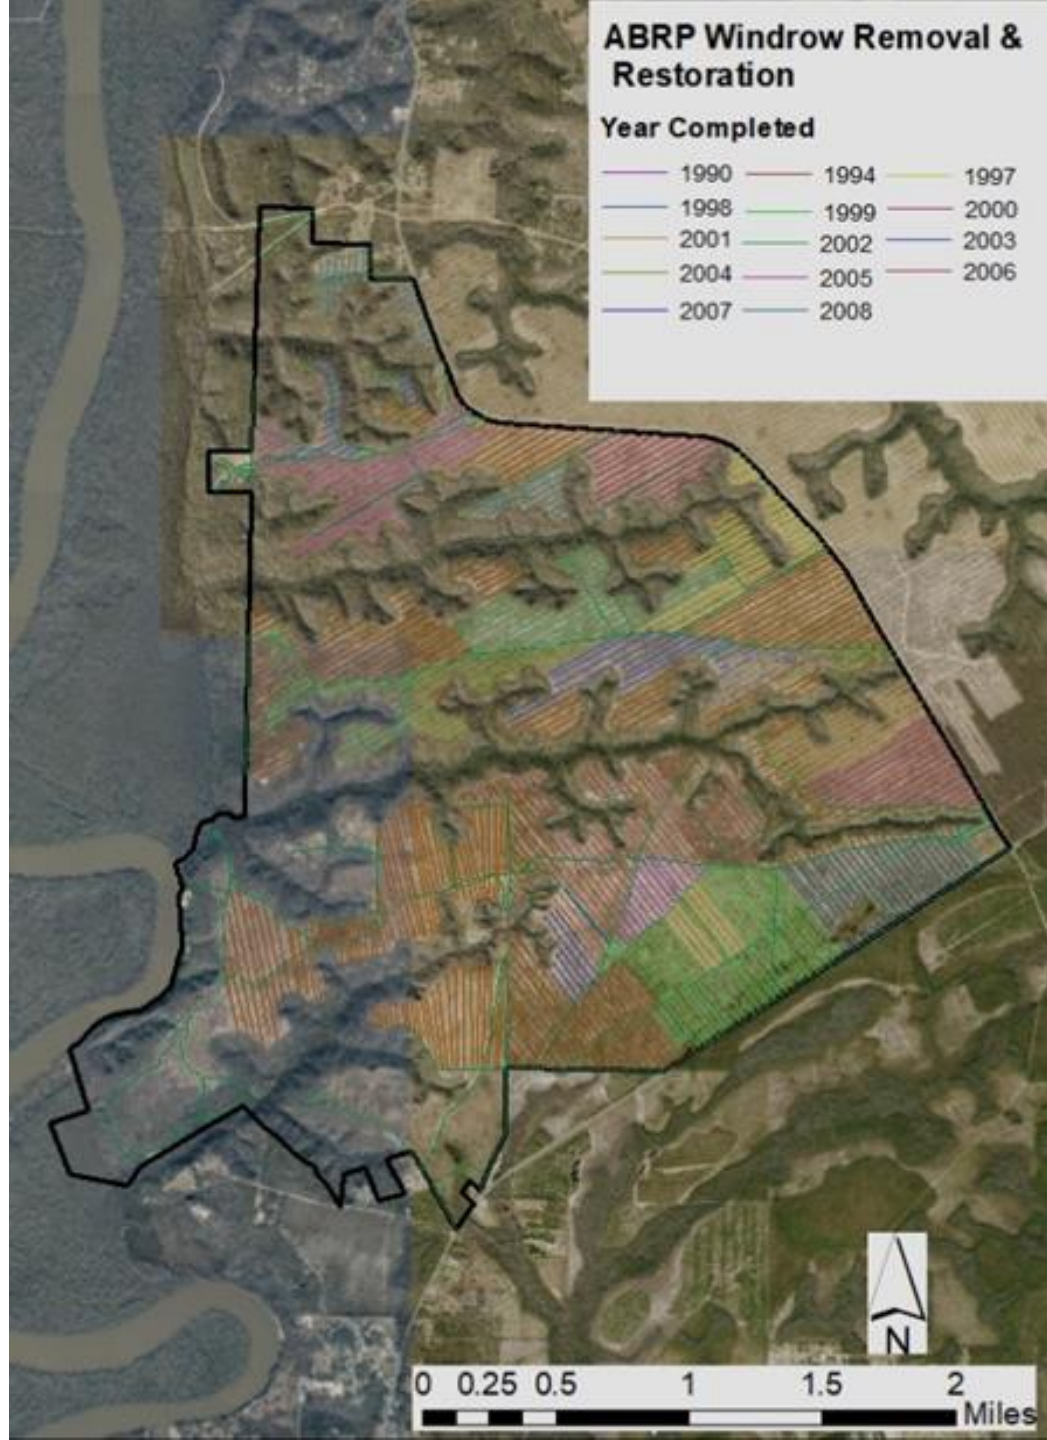 ABRP Windrow Removal &
Restoration
Year Completed
1990 1994 1997
1998 1999 2000
2001 2002 2003
2004 2005 2006
2007 2008
N
0 0.25 0.5 1 1.5 2
Miles